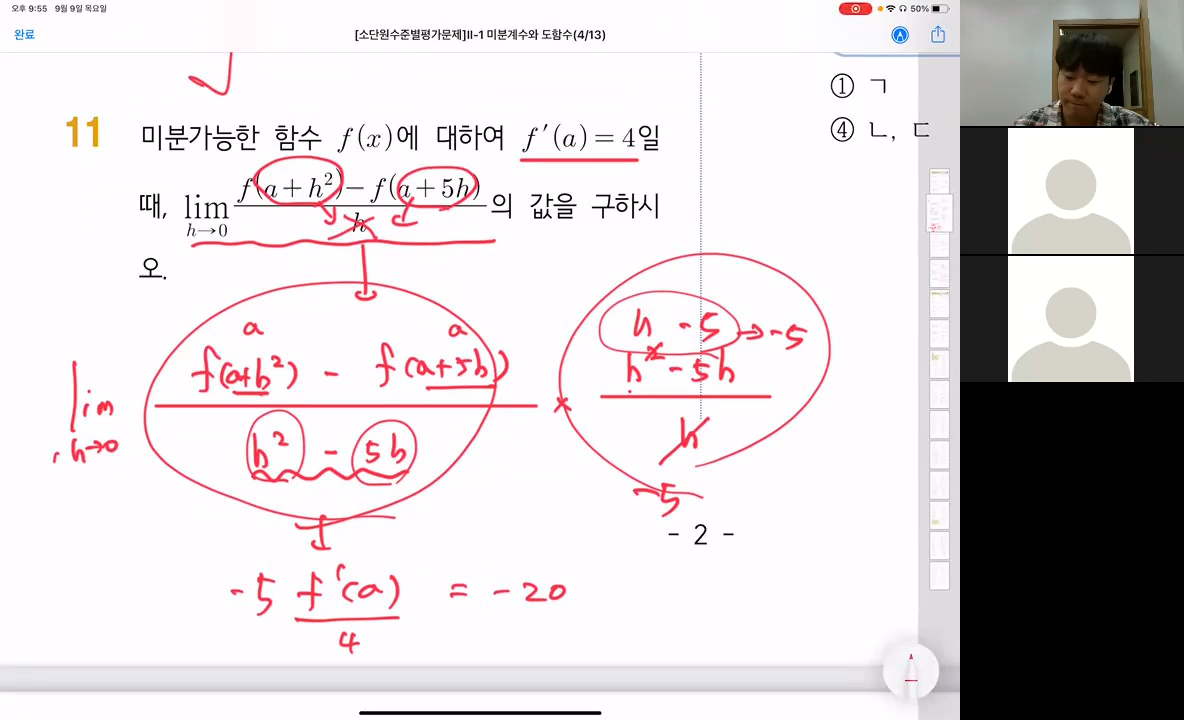 오후 9:55 9월 9일 목요일
50%
완료
[소단원수준별평가문제]II-1 미분계수와 도함수(4/13)
① ㄱ
④ ㄴ, ㄷ
11 미분가능한 함수 f(x)에 대하여 f′(a)=4일
때, lim h→0 (f(a+h²)−f(a+5h))/h 의 값을 구하시
오.
a a
lim h→0 (f(a+h²) - f(a+5h))/(h² - 5h) × (h² - 5h)/h
h - 5 → -5
-5
- 2 -
-5 f'(a) = -20
4